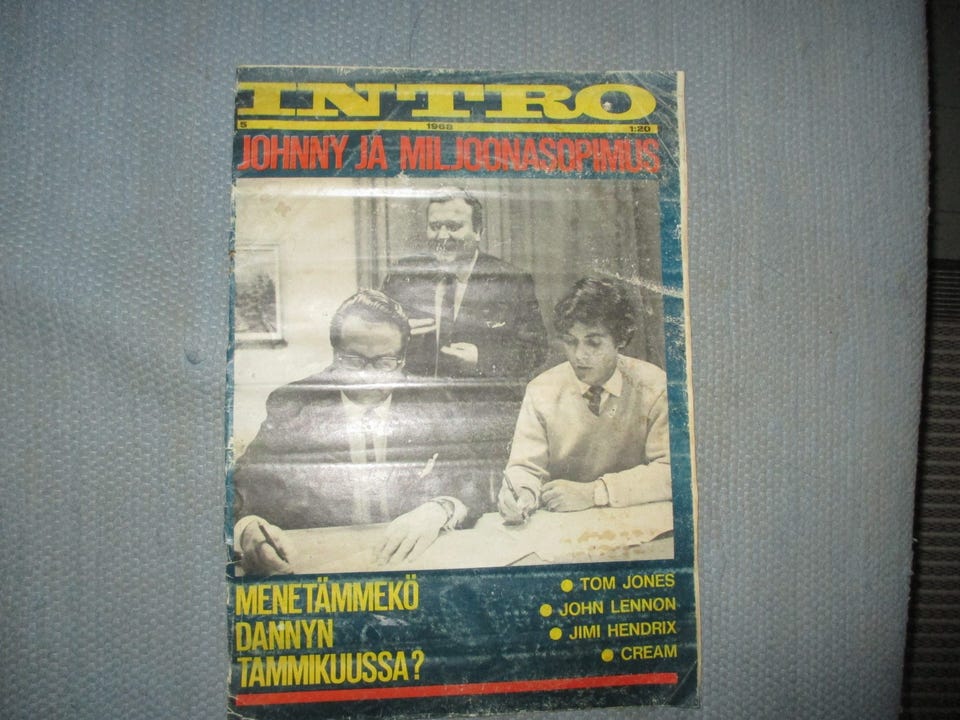 INTRO
5 1968 1:20
JOHNNY JA MILJOONASOPIMUS
MENETÄMMEKÖ
DANNYN
TAMMIKUUSSA?
TOM JONES
JOHN LENNON
JIMI HENDRIX
CREAM